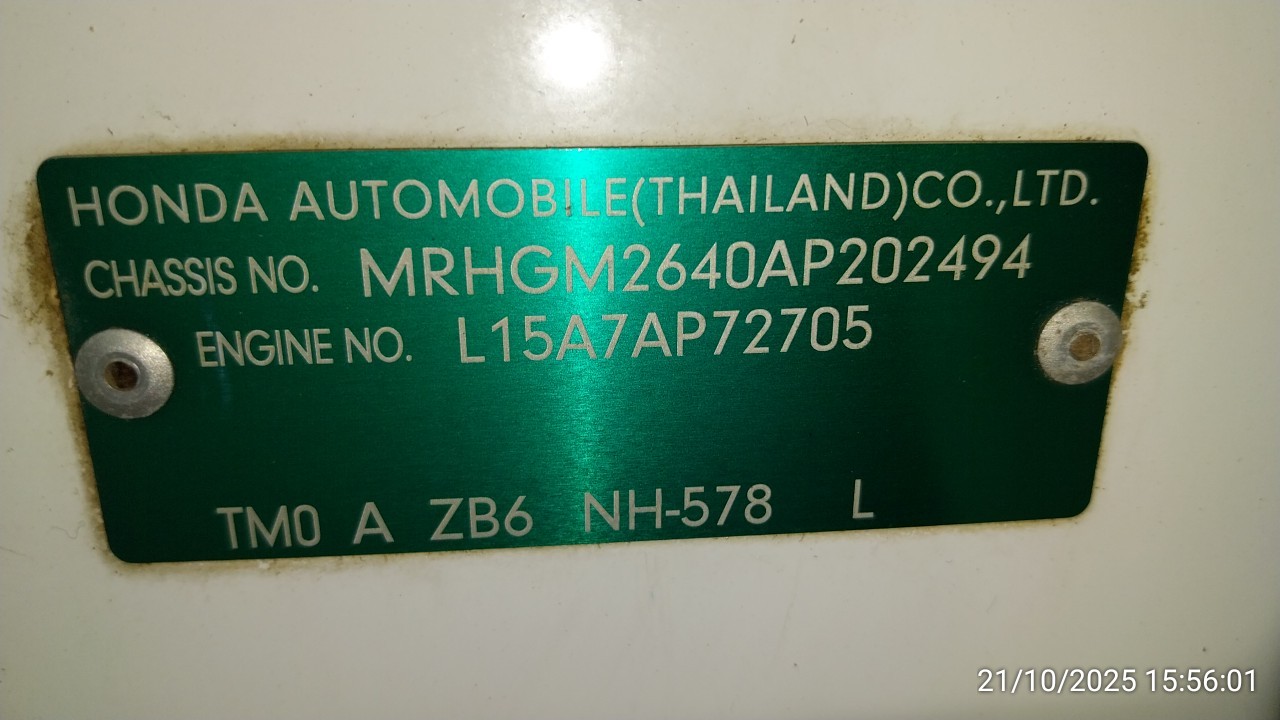 HONDA AUTOMOBILE(THAILAND)CO.,LTD.
CHASSIS NO. MRHGM2640AP202494
ENGINE NO. L15A7AP72705
TM0 A ZB6 NH-578 L
21/10/2025 15:56:01